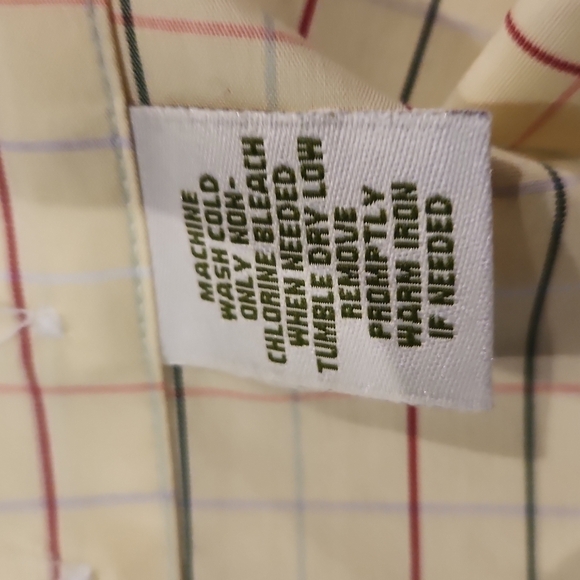 MACHINE
WASH COLD
ONLY NON-
CHLORINE BLEACH
WHEN NEEDED
TUMBLE DRY LOW
REMOVE
PROMPTLY
WARM IRON
IF NEEDED